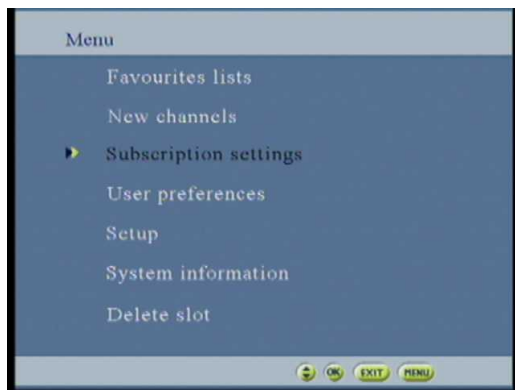 Menu
Favourites lists
New channels
Subscription settings
User preferences
Setup
System information
Delete slot
OK EXIT MENU